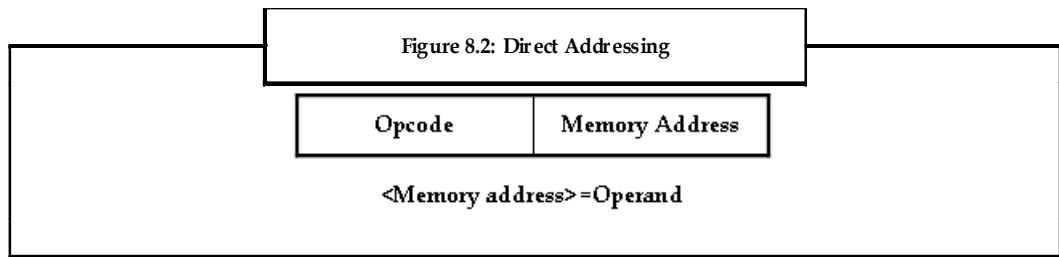 Figure 8.2: Direct Addressing
Opcode Memory Address
<Memory address>=Operand